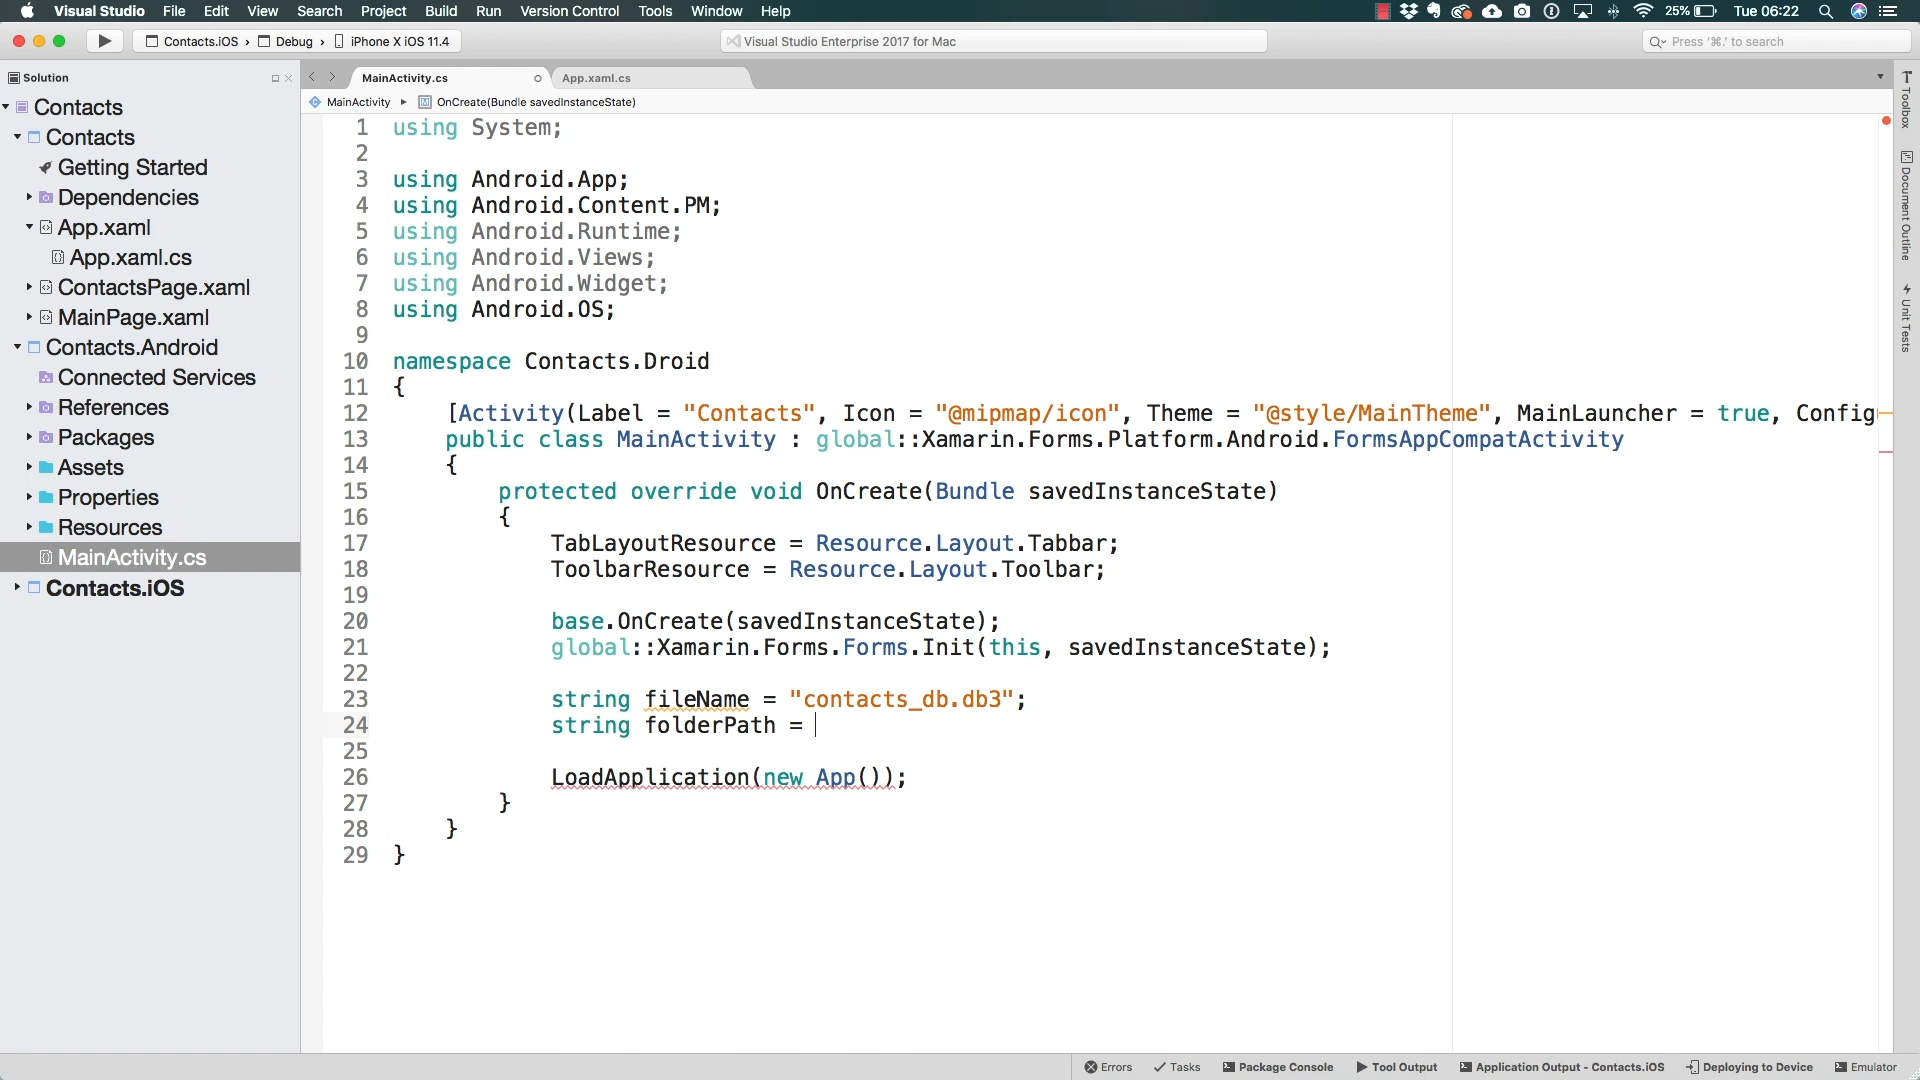 Visual Studio File Edit View Search Project Build Run Version Control Tools Window Help 25% Tue 06:22
Contacts.iOS › Debug › iPhone X iOS 11.4
Visual Studio Enterprise 2017 for Mac
Press '⌘.' to search
Solution
Contacts
Contacts
Getting Started
Dependencies
App.xaml
App.xaml.cs
ContactsPage.xaml
MainPage.xaml
Contacts.Android
Connected Services
References
Packages
Assets
Properties
Resources
MainActivity.cs
Contacts.iOS
MainActivity.cs App.xaml.cs
MainActivity OnCreate(Bundle savedInstanceState)
1 using System;
2
3 using Android.App;
4 using Android.Content.PM;
5 using Android.Runtime;
6 using Android.Views;
7 using Android.Widget;
8 using Android.OS;
9
10 namespace Contacts.Droid
11 {
12 [Activity(Label = "Contacts", Icon = "@mipmap/icon", Theme = "@style/MainTheme", MainLauncher = true, Config
13 public class MainActivity : global::Xamarin.Forms.Platform.Android.FormsAppCompatActivity
14 {
15 protected override void OnCreate(Bundle savedInstanceState)
16 {
17 TabLayoutResource = Resource.Layout.Tabbar;
18 ToolbarResource = Resource.Layout.Toolbar;
19
20 base.OnCreate(savedInstanceState);
21 global::Xamarin.Forms.Forms.Init(this, savedInstanceState);
22
23 string fileName = "contacts_db.db3";
24 string folderPath =
25
26 LoadApplication(new App());
27 }
28 }
29 }
Toolbox
Document Outline
Unit Tests
Errors Tasks Package Console Tool Output Application Output - Contacts.iOS Deploying to Device Emulator